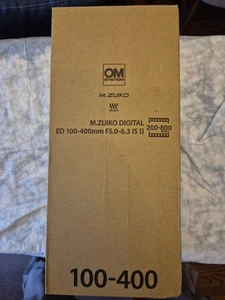 OM
SYSTEM
M.ZUIKO
M.ZUIKO DIGITAL
ED 100-400mm F5.0-6.3 IS II
200-800
100-400